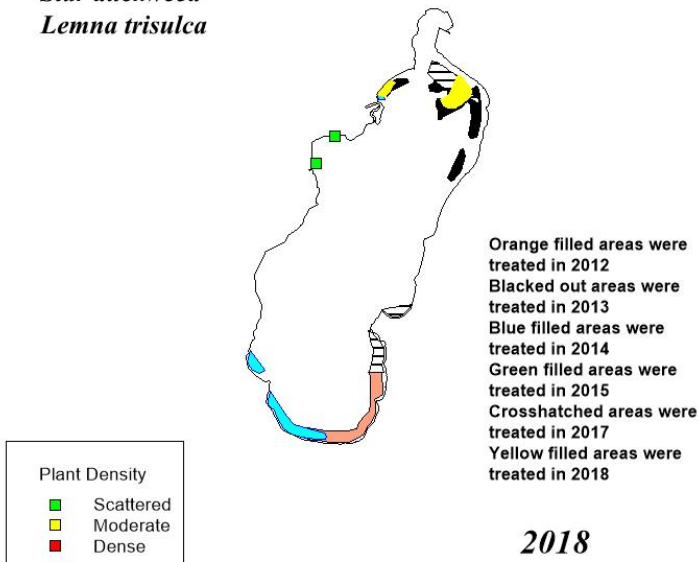 Star duckweed
Lemna trisulca
Orange filled areas were
treated in 2012
Blacked out areas were
treated in 2013
Blue filled areas were
treated in 2014
Green filled areas were
treated in 2015
Crosshatched areas were
treated in 2017
Yellow filled areas were
treated in 2018
Plant Density
Scattered
Moderate
Dense
2018